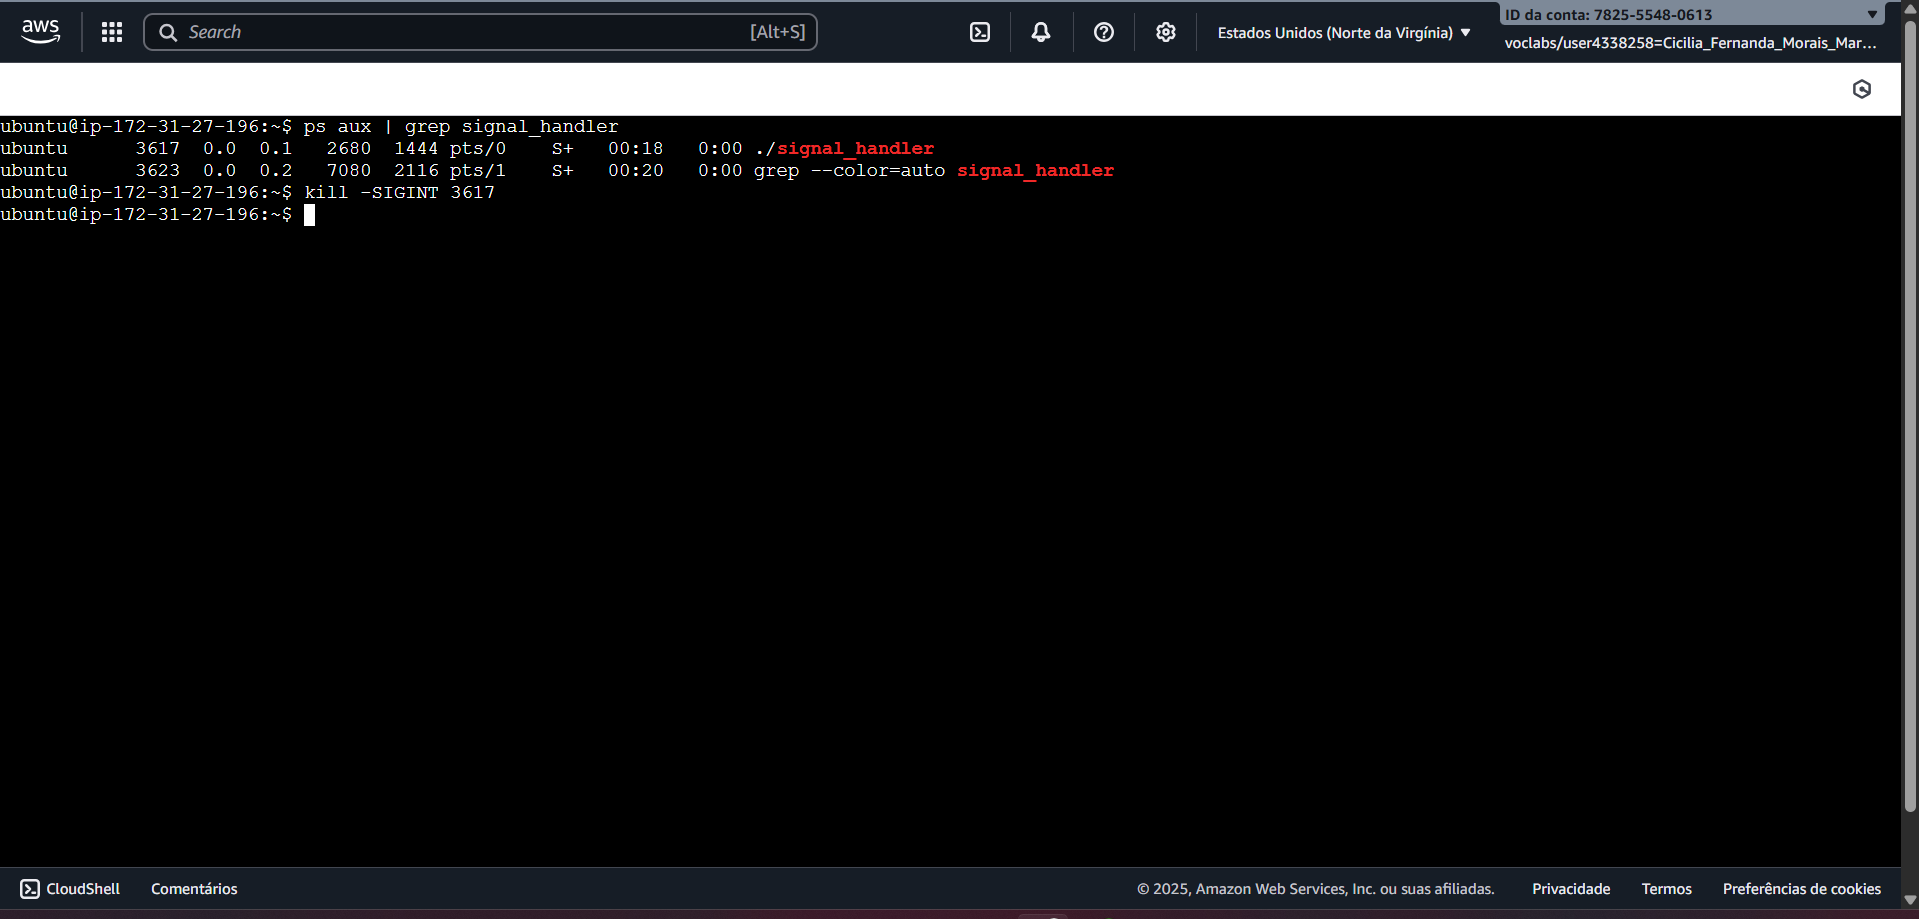 aws
Search [Alt+S]
Estados Unidos (Norte da Virgínia) ▼
ID da conta: 7825-5548-0613 ▼
voclabs/user4338258=Cicilia_Fernanda_Morais_Mar...
ubuntu@ip-172-31-27-196:~$ ps aux | grep signal_handler
ubuntu      3617  0.0  0.1   2680  1444 pts/0    S+   00:18   0:00 ./signal_handler
ubuntu      3623  0.0  0.2   7080  2116 pts/1    S+   00:20   0:00 grep --color=auto signal_handler
ubuntu@ip-172-31-27-196:~$ kill -SIGINT 3617
ubuntu@ip-172-31-27-196:~$
CloudShell Comentários © 2025, Amazon Web Services, Inc. ou suas afiliadas. Privacidade Termos Preferências de cookies